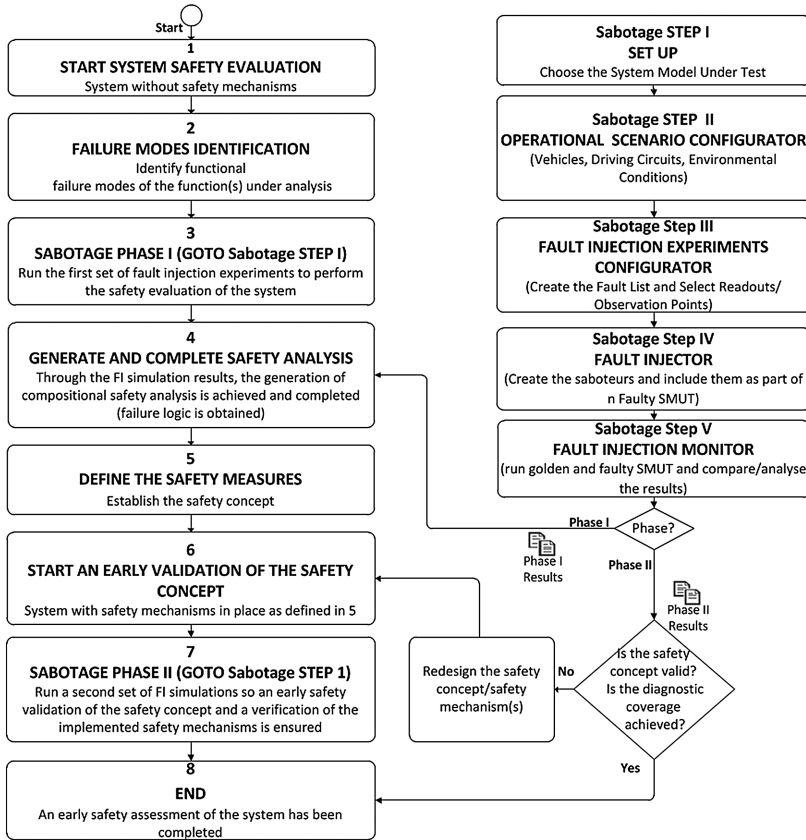 Start
1
START SYSTEM SAFETY EVALUATION
System without safety mechanisms
2
FAILURE MODES IDENTIFICATION
Identify functional
failure modes of the function(s) under analysis
3
SABOTAGE PHASE I (GOTO Sabotage STEP I)
Run the first set of fault injection experiments to perform
the safety evaluation of the system
4
GENERATE AND COMPLETE SAFETY ANALYSIS
Through the FI simulation results, the generation of
compositional safety analysis is achieved and completed
(failure logic is obtained)
5
DEFINE THE SAFETY MEASURES
Establish the safety concept
6
START AN EARLY VALIDATION OF THE SAFETY
CONCEPT
System with safety mechanisms in place as defined in 5
7
SABOTAGE PHASE II (GOTO Sabotage STEP 1)
Run a second set of FI simulations so an early safety
validation of the safety concept and a verification of the
implemented safety mechanisms is ensured
8
END
An early safety assessment of the system has been
completed
Sabotage STEP I
SET UP
Choose the System Model Under Test
Sabotage STEP II
OPERATIONAL SCENARIO CONFIGURATOR
(Vehicles, Driving Circuits, Environmental
Conditions)
Sabotage Step III
FAULT INJECTION EXPERIMENTS
CONFIGURATOR
(Create the Fault List and Select Readouts/
Observation Points)
Sabotage Step IV
FAULT INJECTOR
(Create the saboteurs and include them as part of
n Faulty SMUT)
Sabotage Step V
FAULT INJECTION MONITOR
(run golden and faulty SMUT and compare/analyse
the results)
Phase I
Phase?
Phase I
Results
Phase II
Phase II
Results
Is the safety
concept valid?
Is the diagnostic
coverage
achieved?
No
Redesign the safety
concept/safety
mechanism(s)
Yes